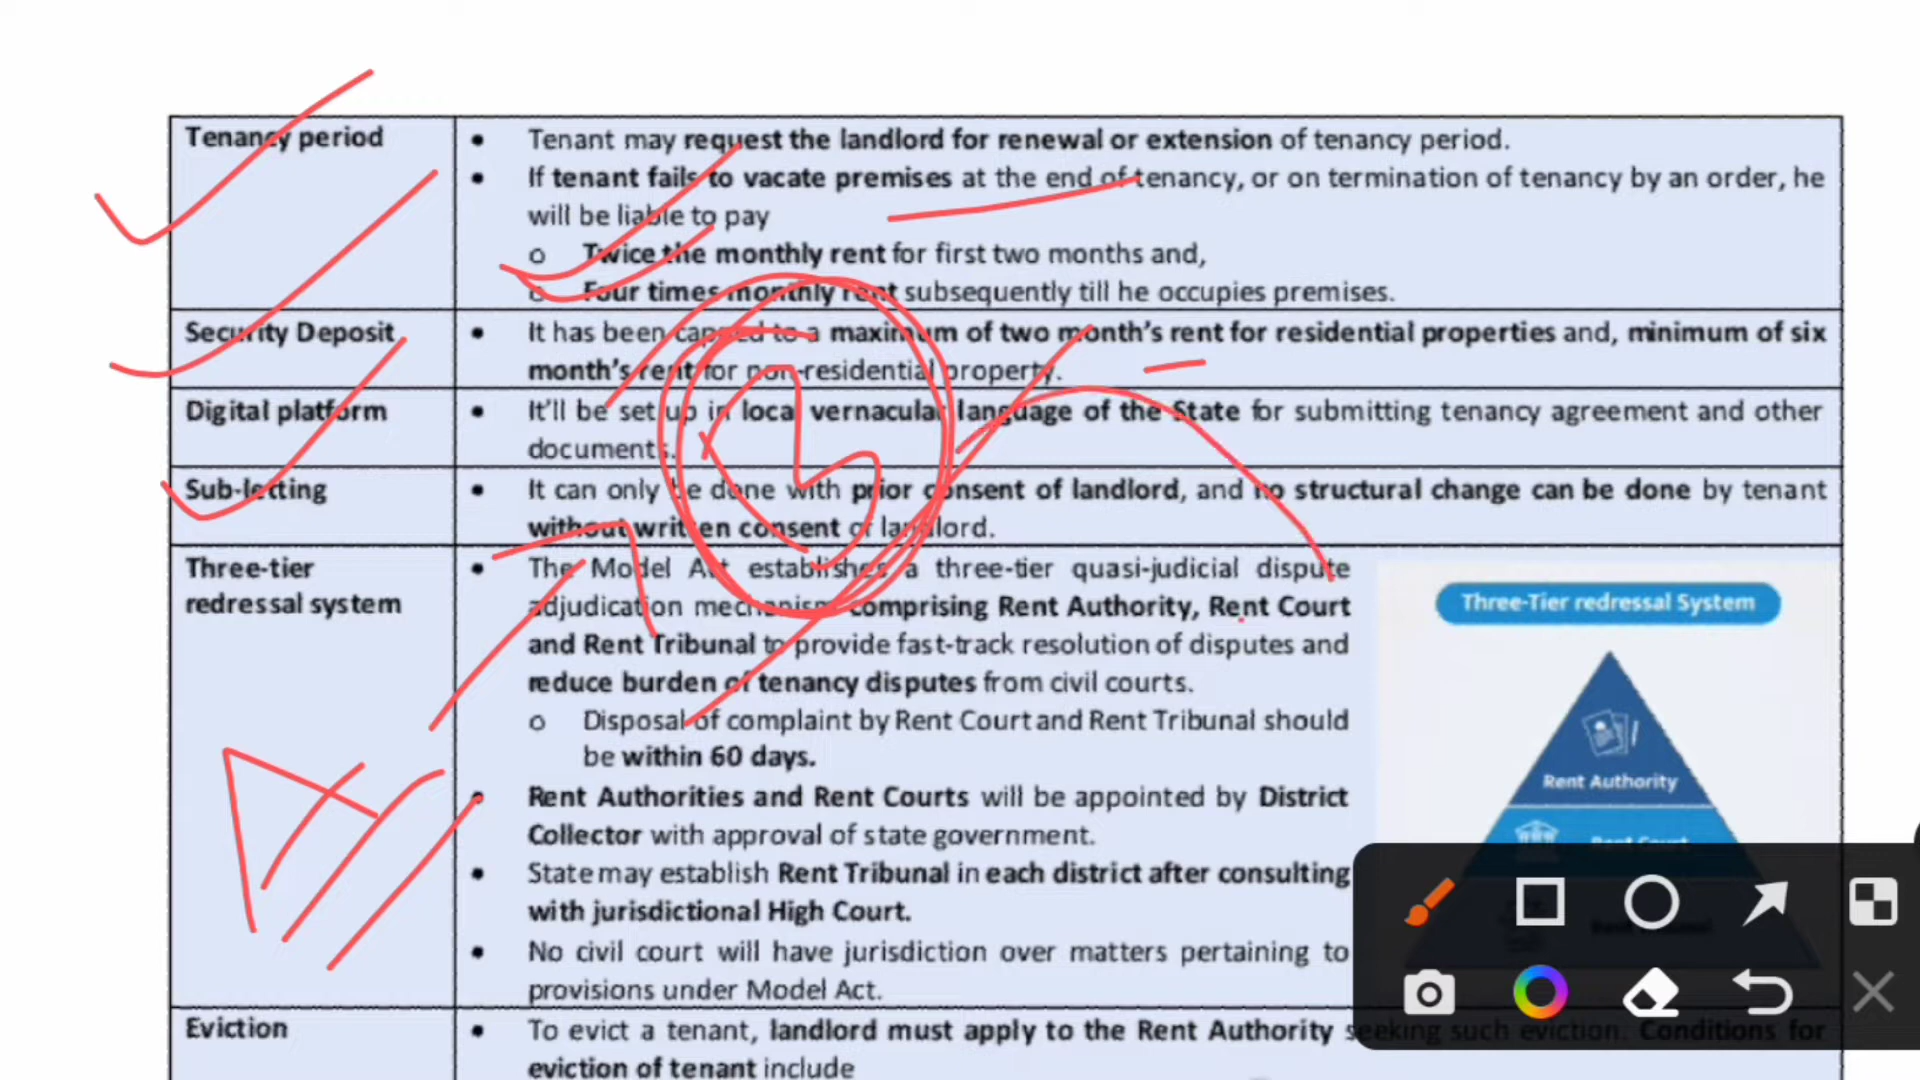 Tenancy period
• Tenant may request the landlord for renewal or extension of tenancy period.
• If tenant fails to vacate premises at the end of tenancy, or on termination of tenancy by an order, he
will be liable to pay
o Twice the monthly rent for first two months and,
o Four times monthly rent subsequently till he occupies premises.
Security Deposit
• It has been capped to a maximum of two month's rent for residential properties and, minimum of six
month's rent for non-residential property.
Digital platform
• It'll be set up in local vernacular language of the State for submitting tenancy agreement and other
documents.
Sub-letting
• It can only be done with prior consent of landlord, and no structural change can be done by tenant
without written consent of landlord.
Three-tier
redressal system
• The Model Act establishes a three-tier quasi-judicial dispute
adjudication mechanism comprising Rent Authority, Rent Court
and Rent Tribunal to provide fast-track resolution of disputes and
reduce burden of tenancy disputes from civil courts.
o Disposal of complaint by Rent Court and Rent Tribunal should
be within 60 days.
• Rent Authorities and Rent Courts will be appointed by District
Collector with approval of state government.
• State may establish Rent Tribunal in each district after consulting
with jurisdictional High Court.
• No civil court will have jurisdiction over matters pertaining to
provisions under Model Act.
Three-Tier redressal System
Rent Authority
Rent Court
Rent Tribunal
Eviction
• To evict a tenant, landlord must apply to the Rent Authority seeking such eviction. Conditions for
eviction of tenant include